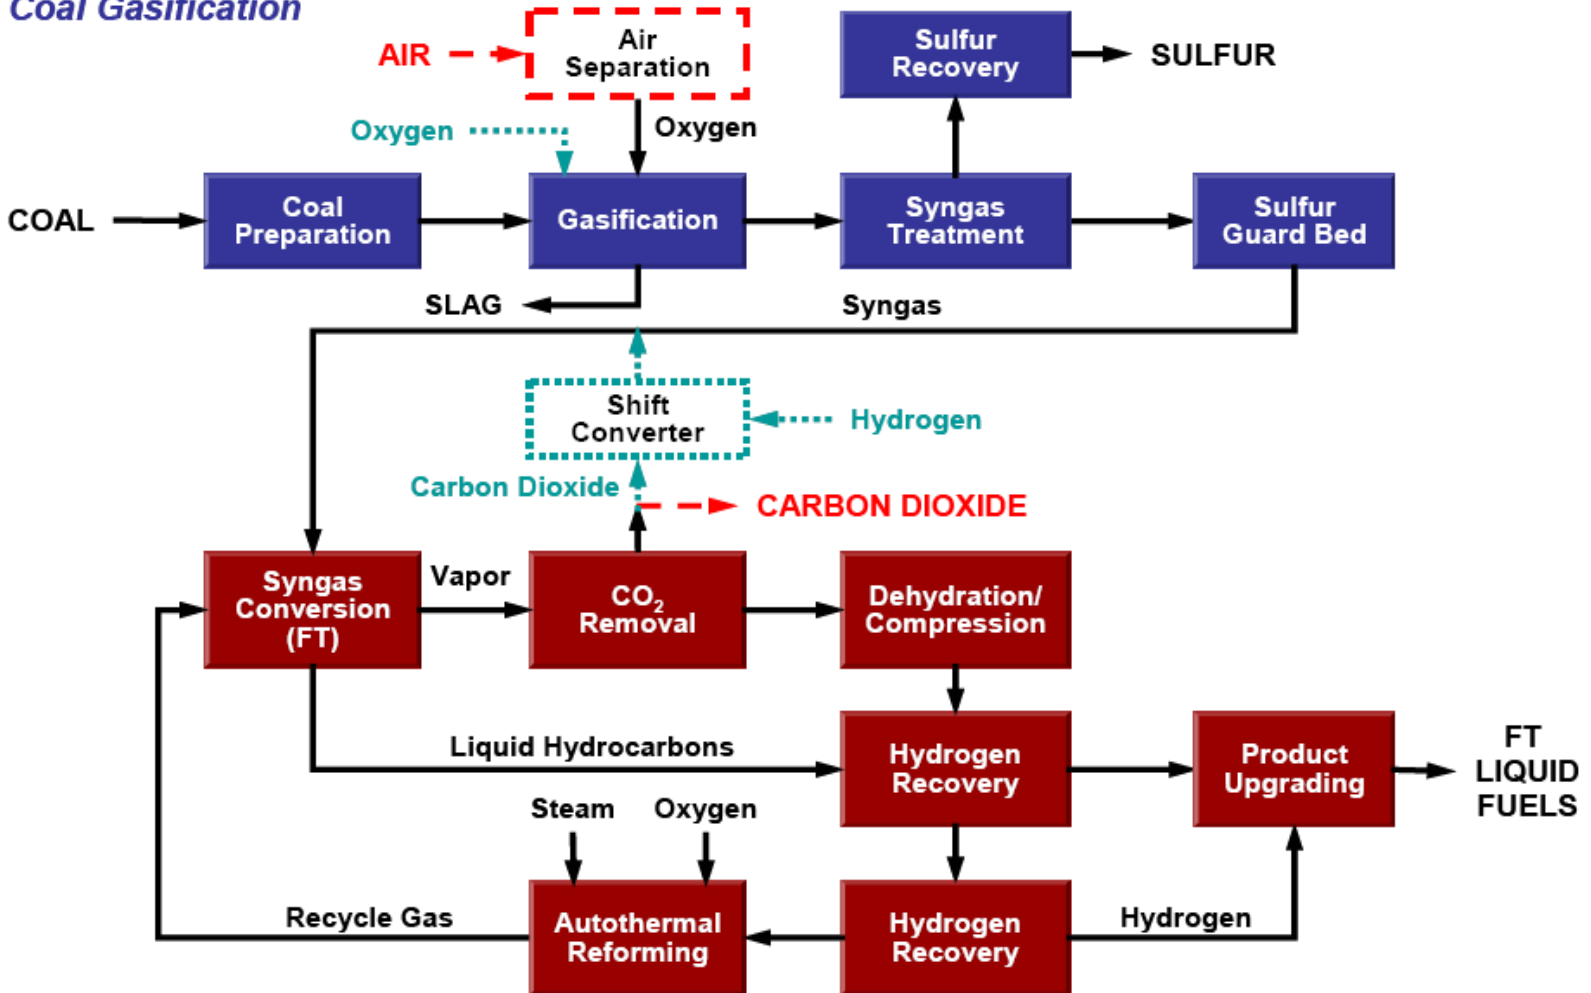 Coal Gasification
AIR
Air
Separation
Sulfur
Recovery
SULFUR
Oxygen
Oxygen
COAL
Coal
Preparation
Gasification
Syngas
Treatment
Sulfur
Guard Bed
SLAG
Syngas
Shift
Converter
Hydrogen
Carbon Dioxide
CARBON DIOXIDE
Syngas
Conversion
(FT)
Vapor
CO2
Removal
Dehydration/
Compression
Liquid Hydrocarbons
Hydrogen
Recovery
Product
Upgrading
FT
LIQUID
FUELS
Steam
Oxygen
Recycle Gas
Autothermal
Reforming
Hydrogen
Recovery
Hydrogen